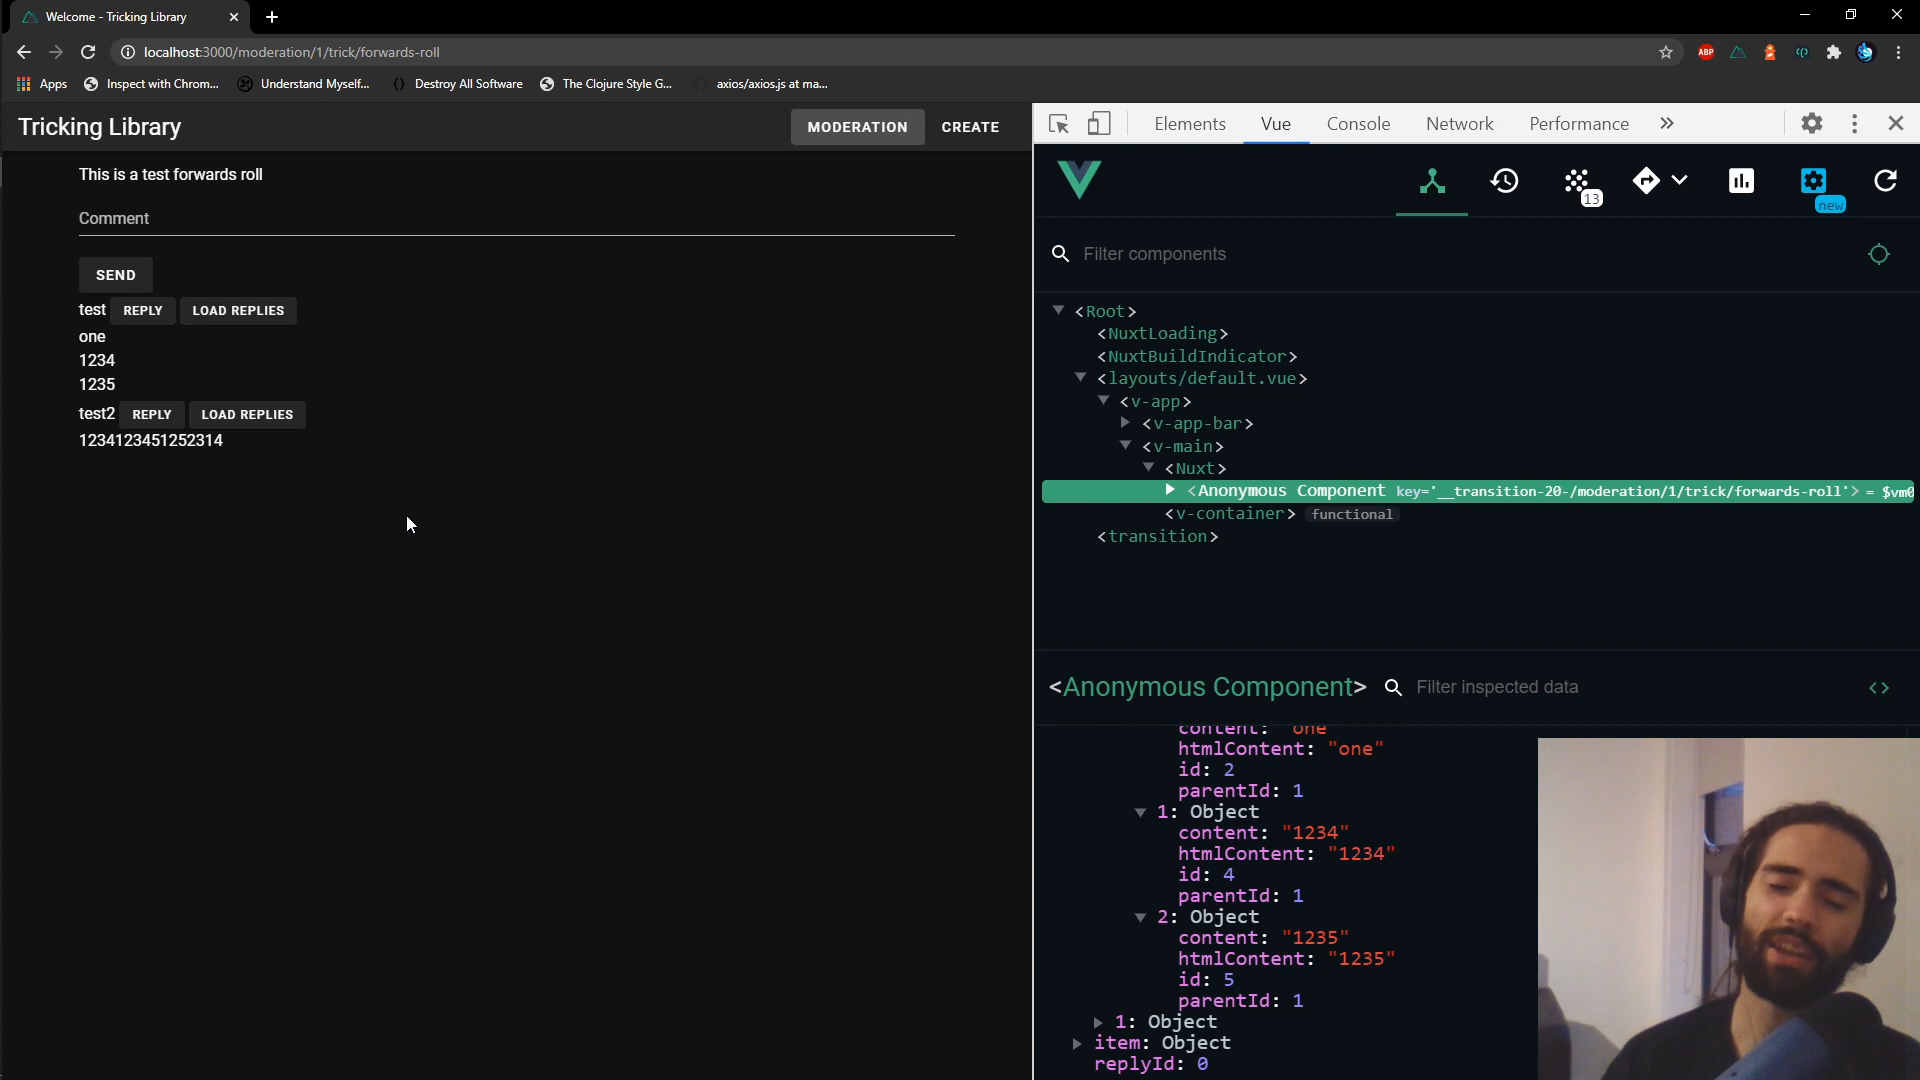 Welcome - Tricking Library
localhost:3000/moderation/1/trick/forwards-roll
ABP
Apps
Inspect with Chrom...
Understand Myself...
Destroy All Software
The Clojure Style G...
axios/axios.js at ma...
Tricking Library
MODERATION
CREATE
This is a test forwards roll
Comment
SEND
test REPLY LOAD REPLIES
one
1234
1235
test2 REPLY LOAD REPLIES
1234123451252314
Elements Vue Console Network Performance
13
new
Filter components
<Root>
<NuxtLoading>
<NuxtBuildIndicator>
<layouts/default.vue>
<v-app>
<v-app-bar>
<v-main>
<Nuxt>
<Anonymous Component key='__transition-20-/moderation/1/trick/forwards-roll'> = $vm0
<v-container> functional
<transition>
<Anonymous Component> Filter inspected data
content: "one"
htmlContent: "one"
id: 2
parentId: 1
1: Object
content: "1234"
htmlContent: "1234"
id: 4
parentId: 1
2: Object
content: "1235"
htmlContent: "1235"
id: 5
parentId: 1
1: Object
item: Object
replyId: 0